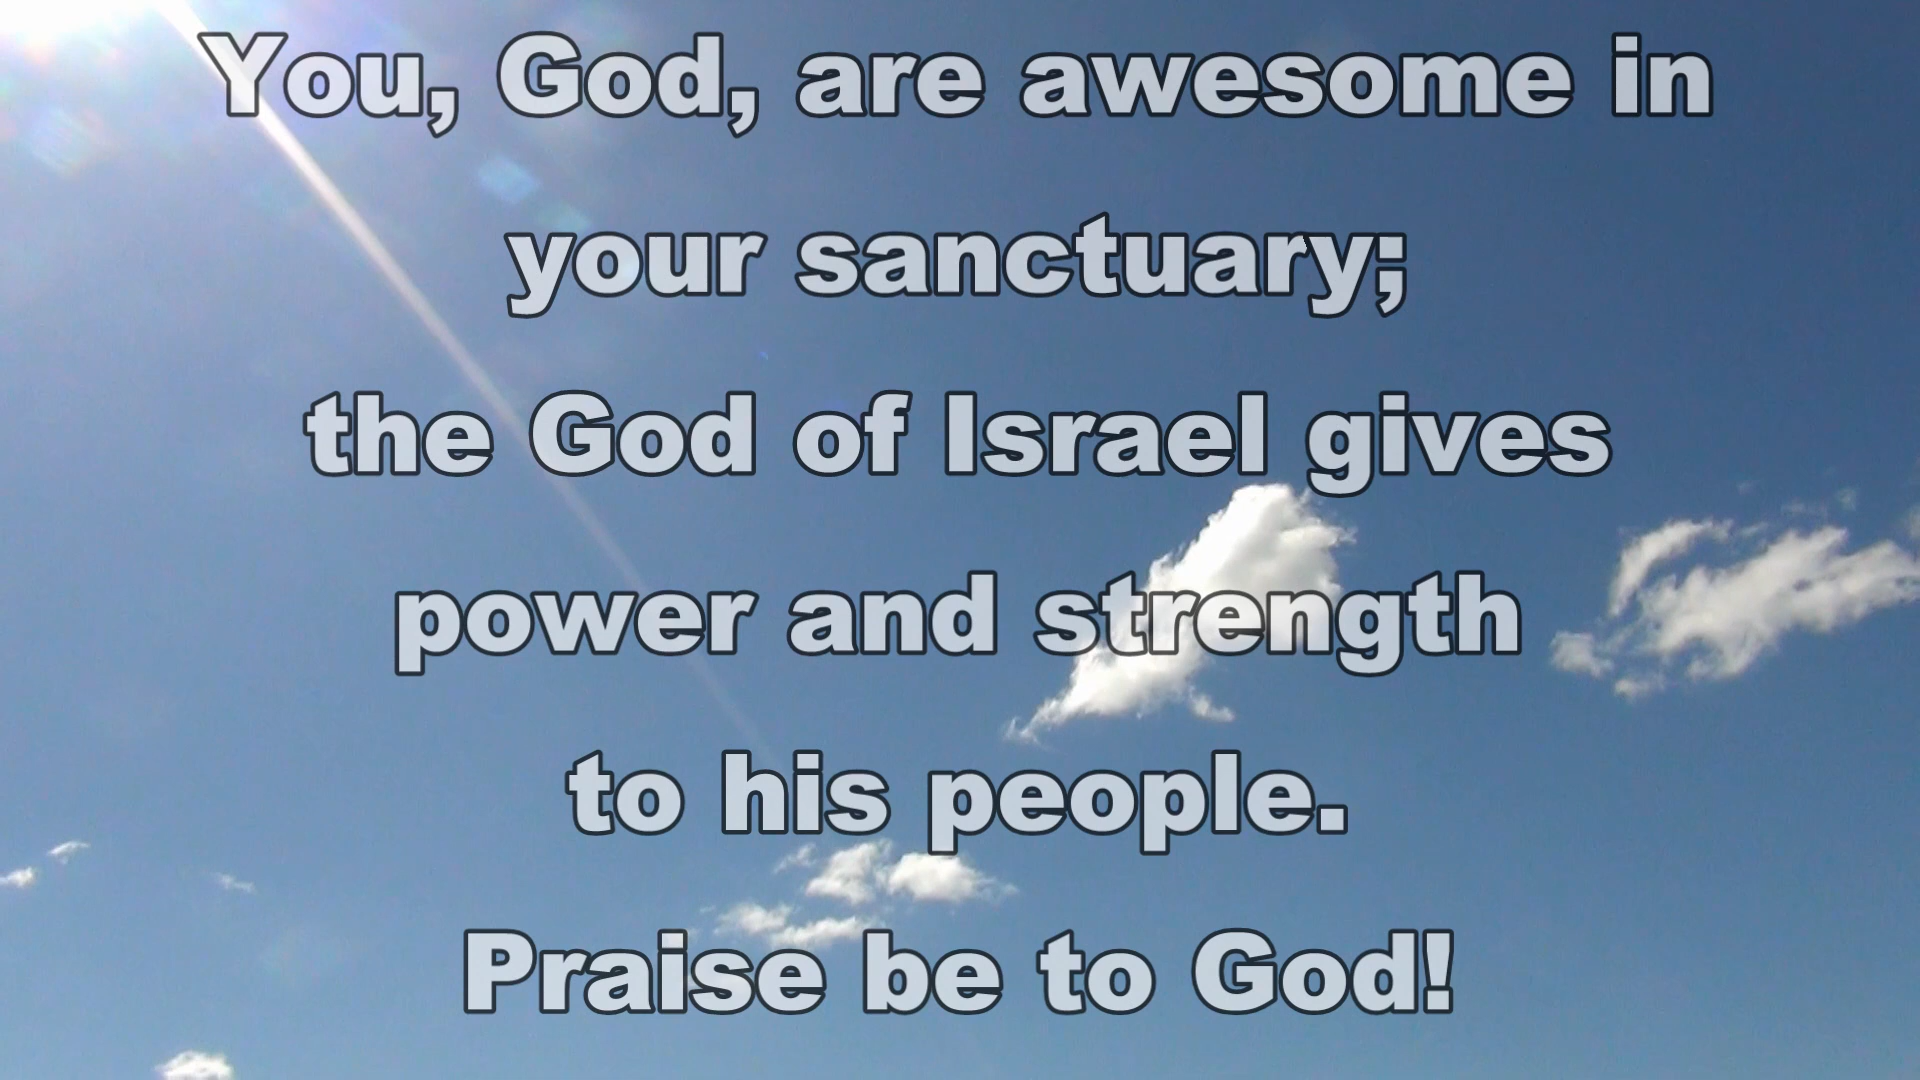 You, God, are awesome in
your sanctuary;
the God of Israel gives
power and strength
to his people.
Praise be to God!